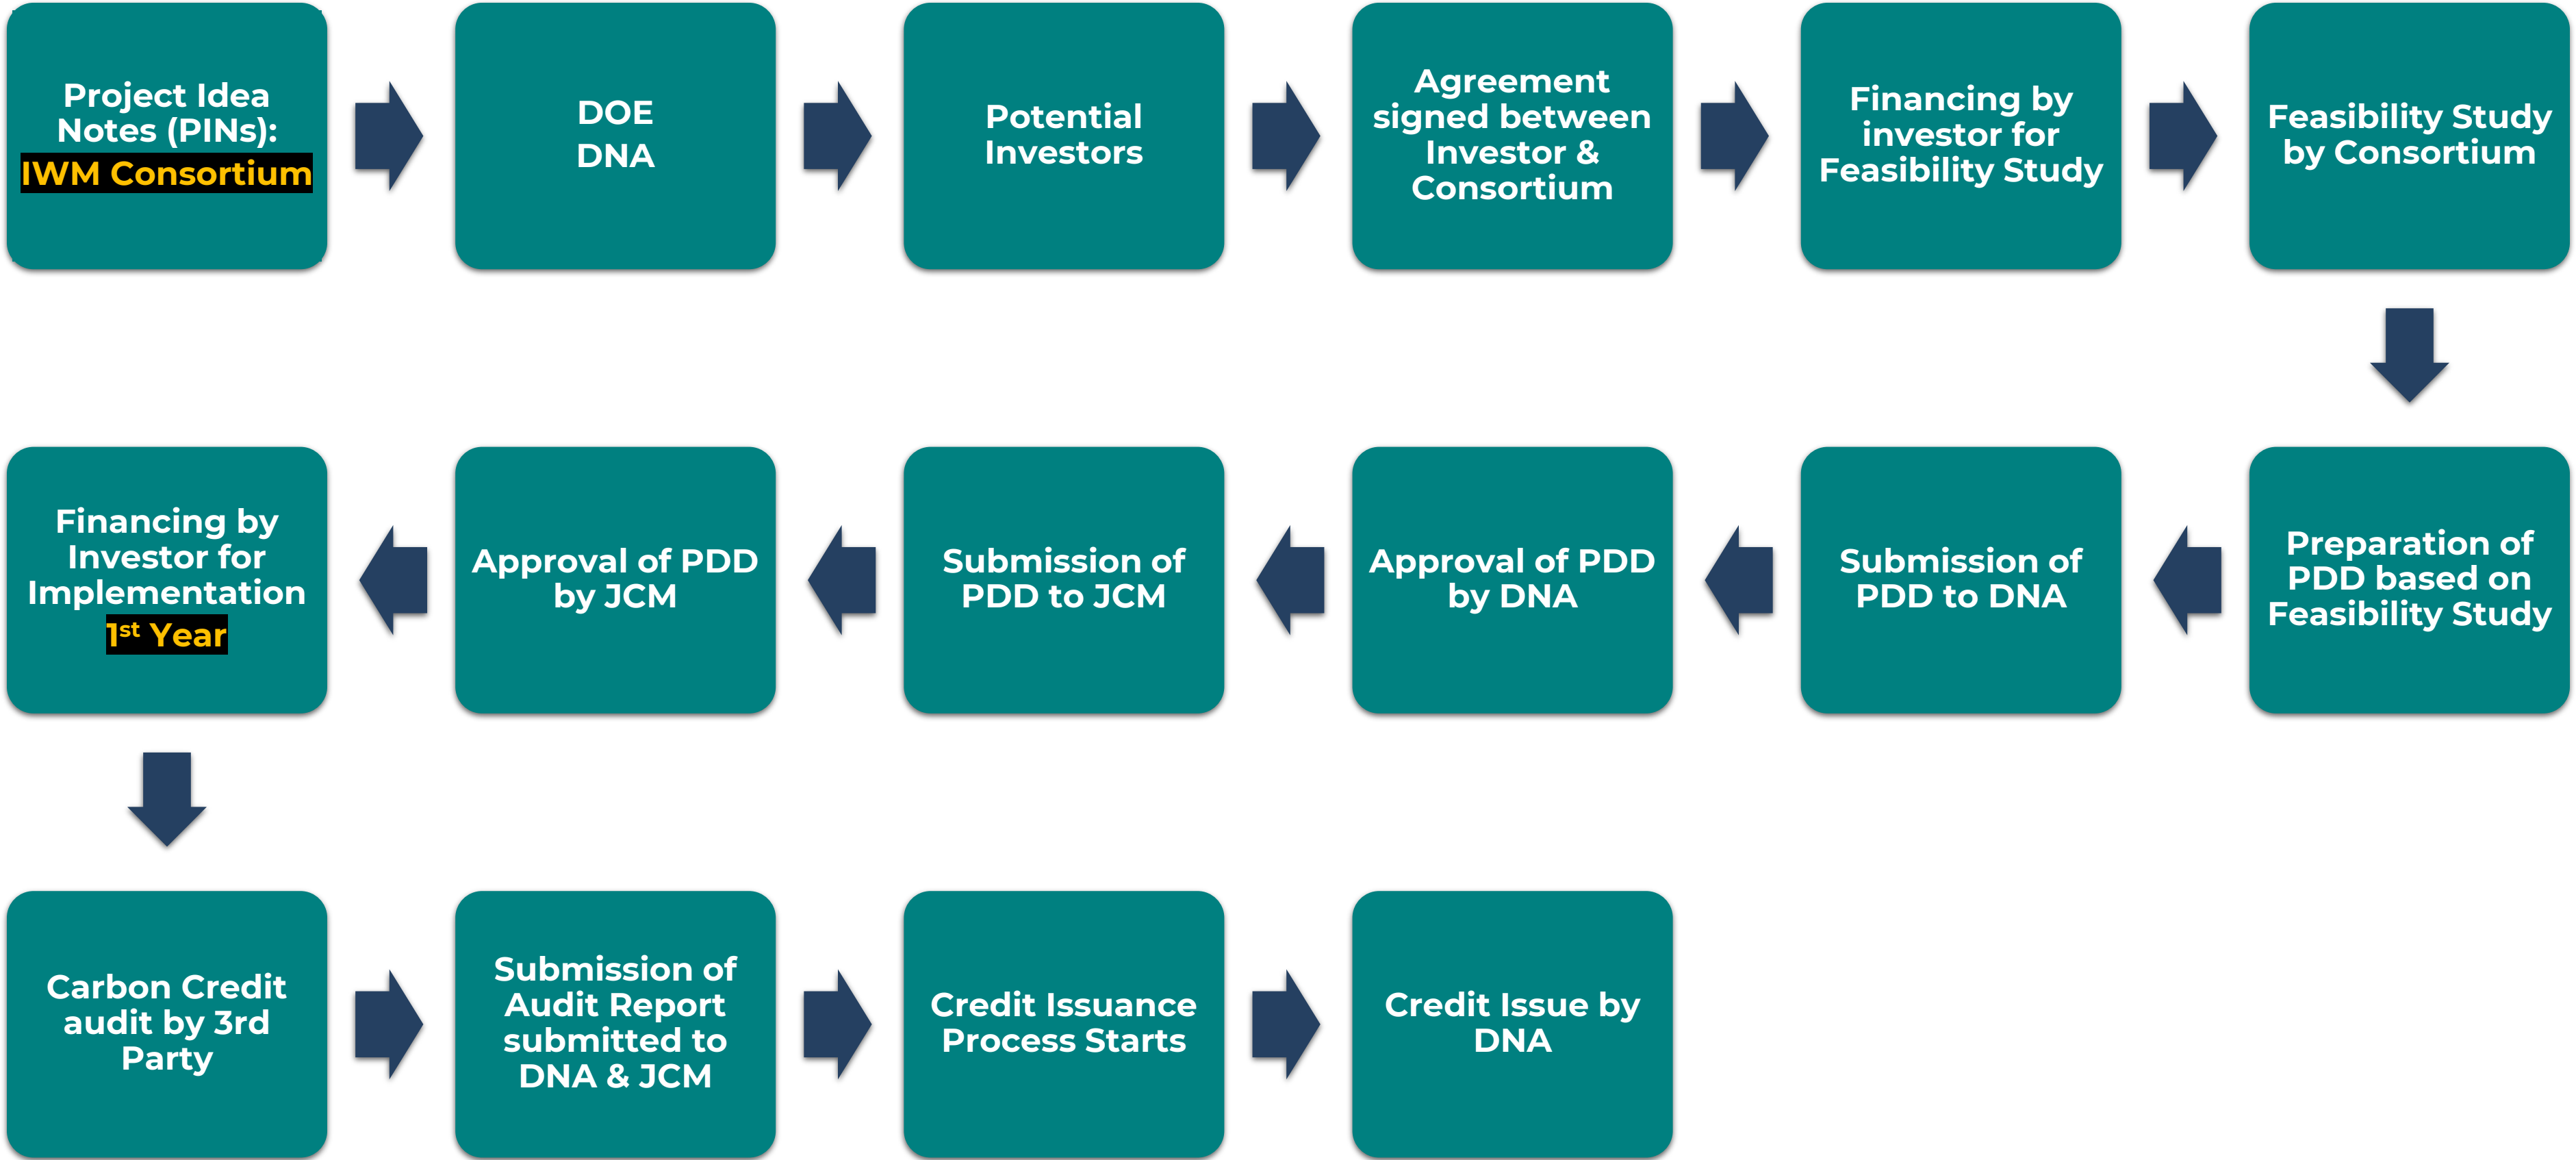 Project Idea
Notes (PINs):
IWM Consortium
DOE
DNA
Potential
Investors
Agreement
signed between
Investor &
Consortium
Financing by
investor for
Feasibility Study
Feasibility Study
by Consortium
Preparation of
PDD based on
Feasibility Study
Submission of
PDD to DNA
Approval of PDD
by DNA
Submission of
PDD to JCM
Approval of PDD
by JCM
Financing by
Investor for
Implementation
1st Year
Carbon Credit
audit by 3rd
Party
Submission of
Audit Report
submitted to
DNA & JCM
Credit Issuance
Process Starts
Credit Issue by
DNA